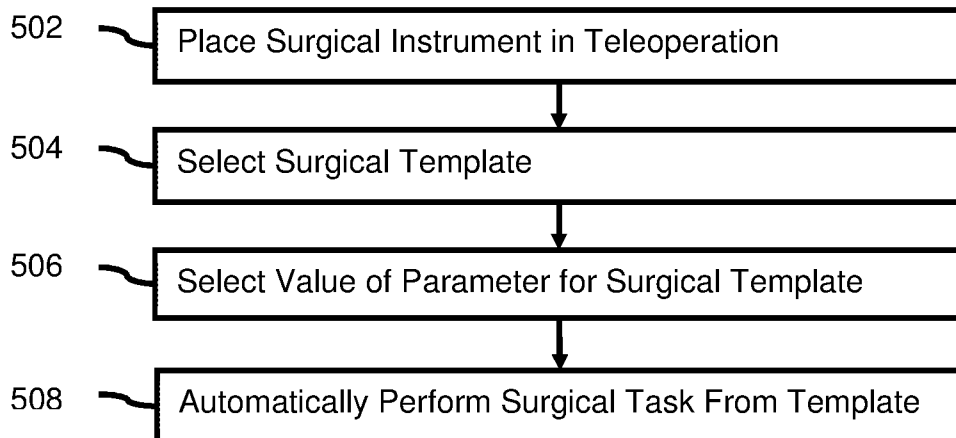 502 Place Surgical Instrument in Teleoperation
504 Select Surgical Template
506 Select Value of Parameter for Surgical Template
508 Automatically Perform Surgical Task From Template